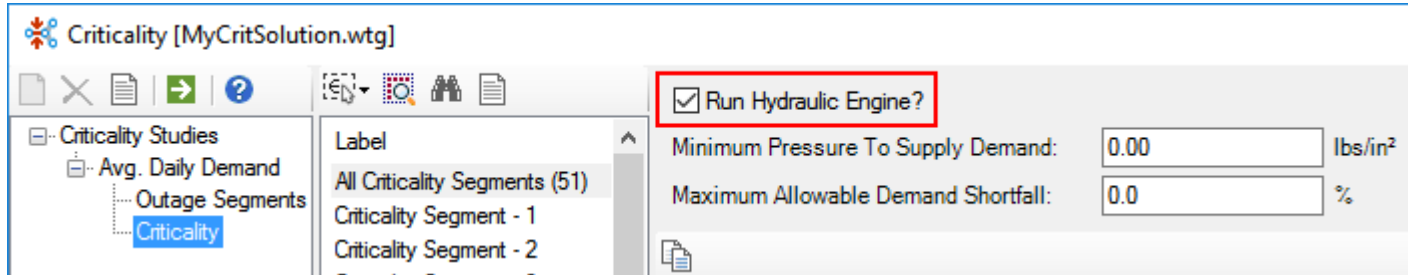 Criticality [MyCritSolution.wtg]
Criticality Studies
Avg. Daily Demand
Outage Segments
Criticality
Label
All Criticality Segments (51)
Criticality Segment - 1
Criticality Segment - 2
Run Hydraulic Engine?
Minimum Pressure To Supply Demand: 0.00 lbs/in²
Maximum Allowable Demand Shortfall: 0.0 %